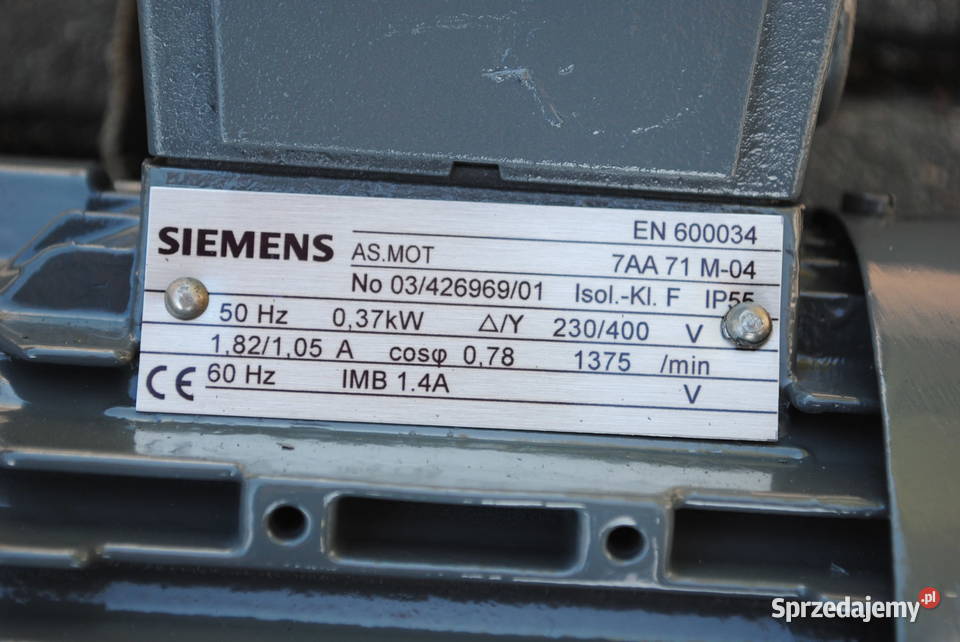 SIEMENS
EN 600034
AS.MOT 7AA 71 M-04
No 03/426969/01 Isol.-Kl. F IP55
50 Hz 0,37kW Δ/Y 230/400 V
1,82/1,05 A cosφ 0,78 1375 /min
CE 60 Hz IMB 1.4A V
Sprzedajemy.pl